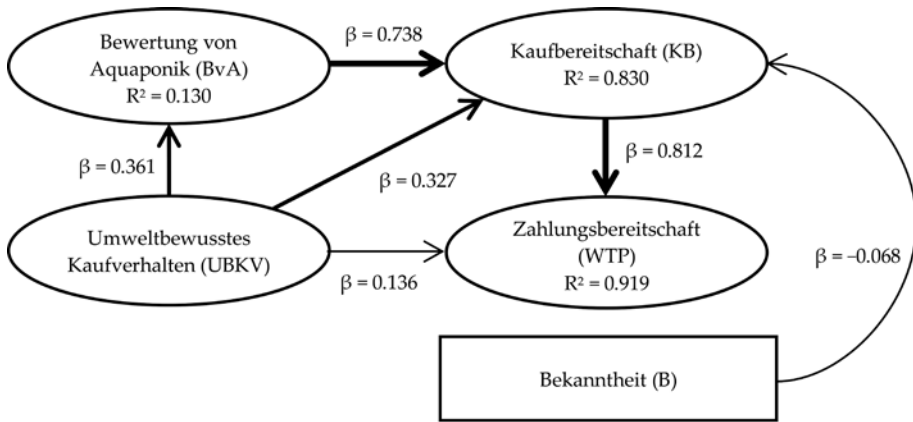 Bewertung von
Aquaponik (BvA)
R² = 0.130
β = 0.738
Kaufbereitschaft (KB)
R² = 0.830
β = 0.361
β = 0.327
β = 0.812
Umweltbewusstes
Kaufverhalten (UBKV)
β = 0.136
Zahlungsbereitschaft
(WTP)
R² = 0.919
β = –0.068
Bekanntheit (B)